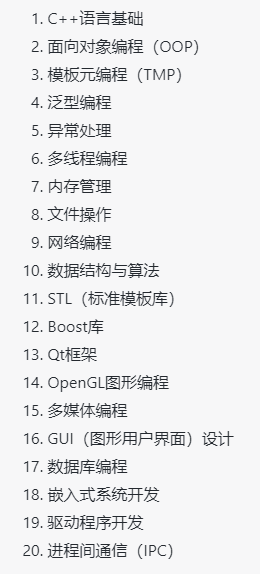 1. C++语言基础
2. 面向对象编程（OOP）
3. 模板元编程（TMP）
4. 泛型编程
5. 异常处理
6. 多线程编程
7. 内存管理
8. 文件操作
9. 网络编程
10. 数据结构与算法
11. STL（标准模板库）
12. Boost库
13. Qt框架
14. OpenGL图形编程
15. 多媒体编程
16. GUI（图形用户界面）设计
17. 数据库编程
18. 嵌入式系统开发
19. 驱动程序开发
20. 进程间通信（IPC）